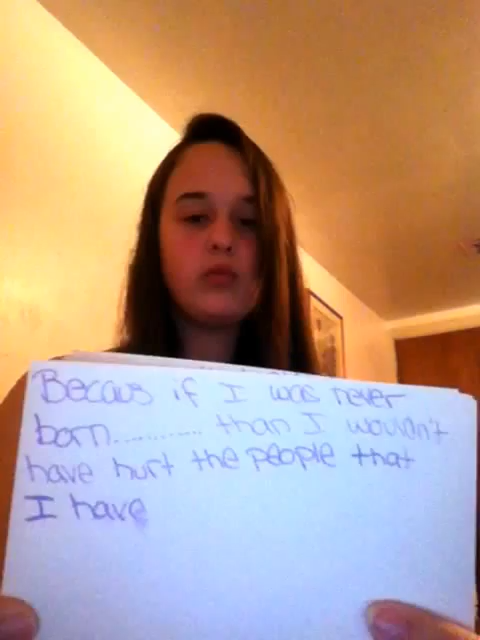 Becaus if I was never
born............ than I wouldn't
have hurt the people that
I have